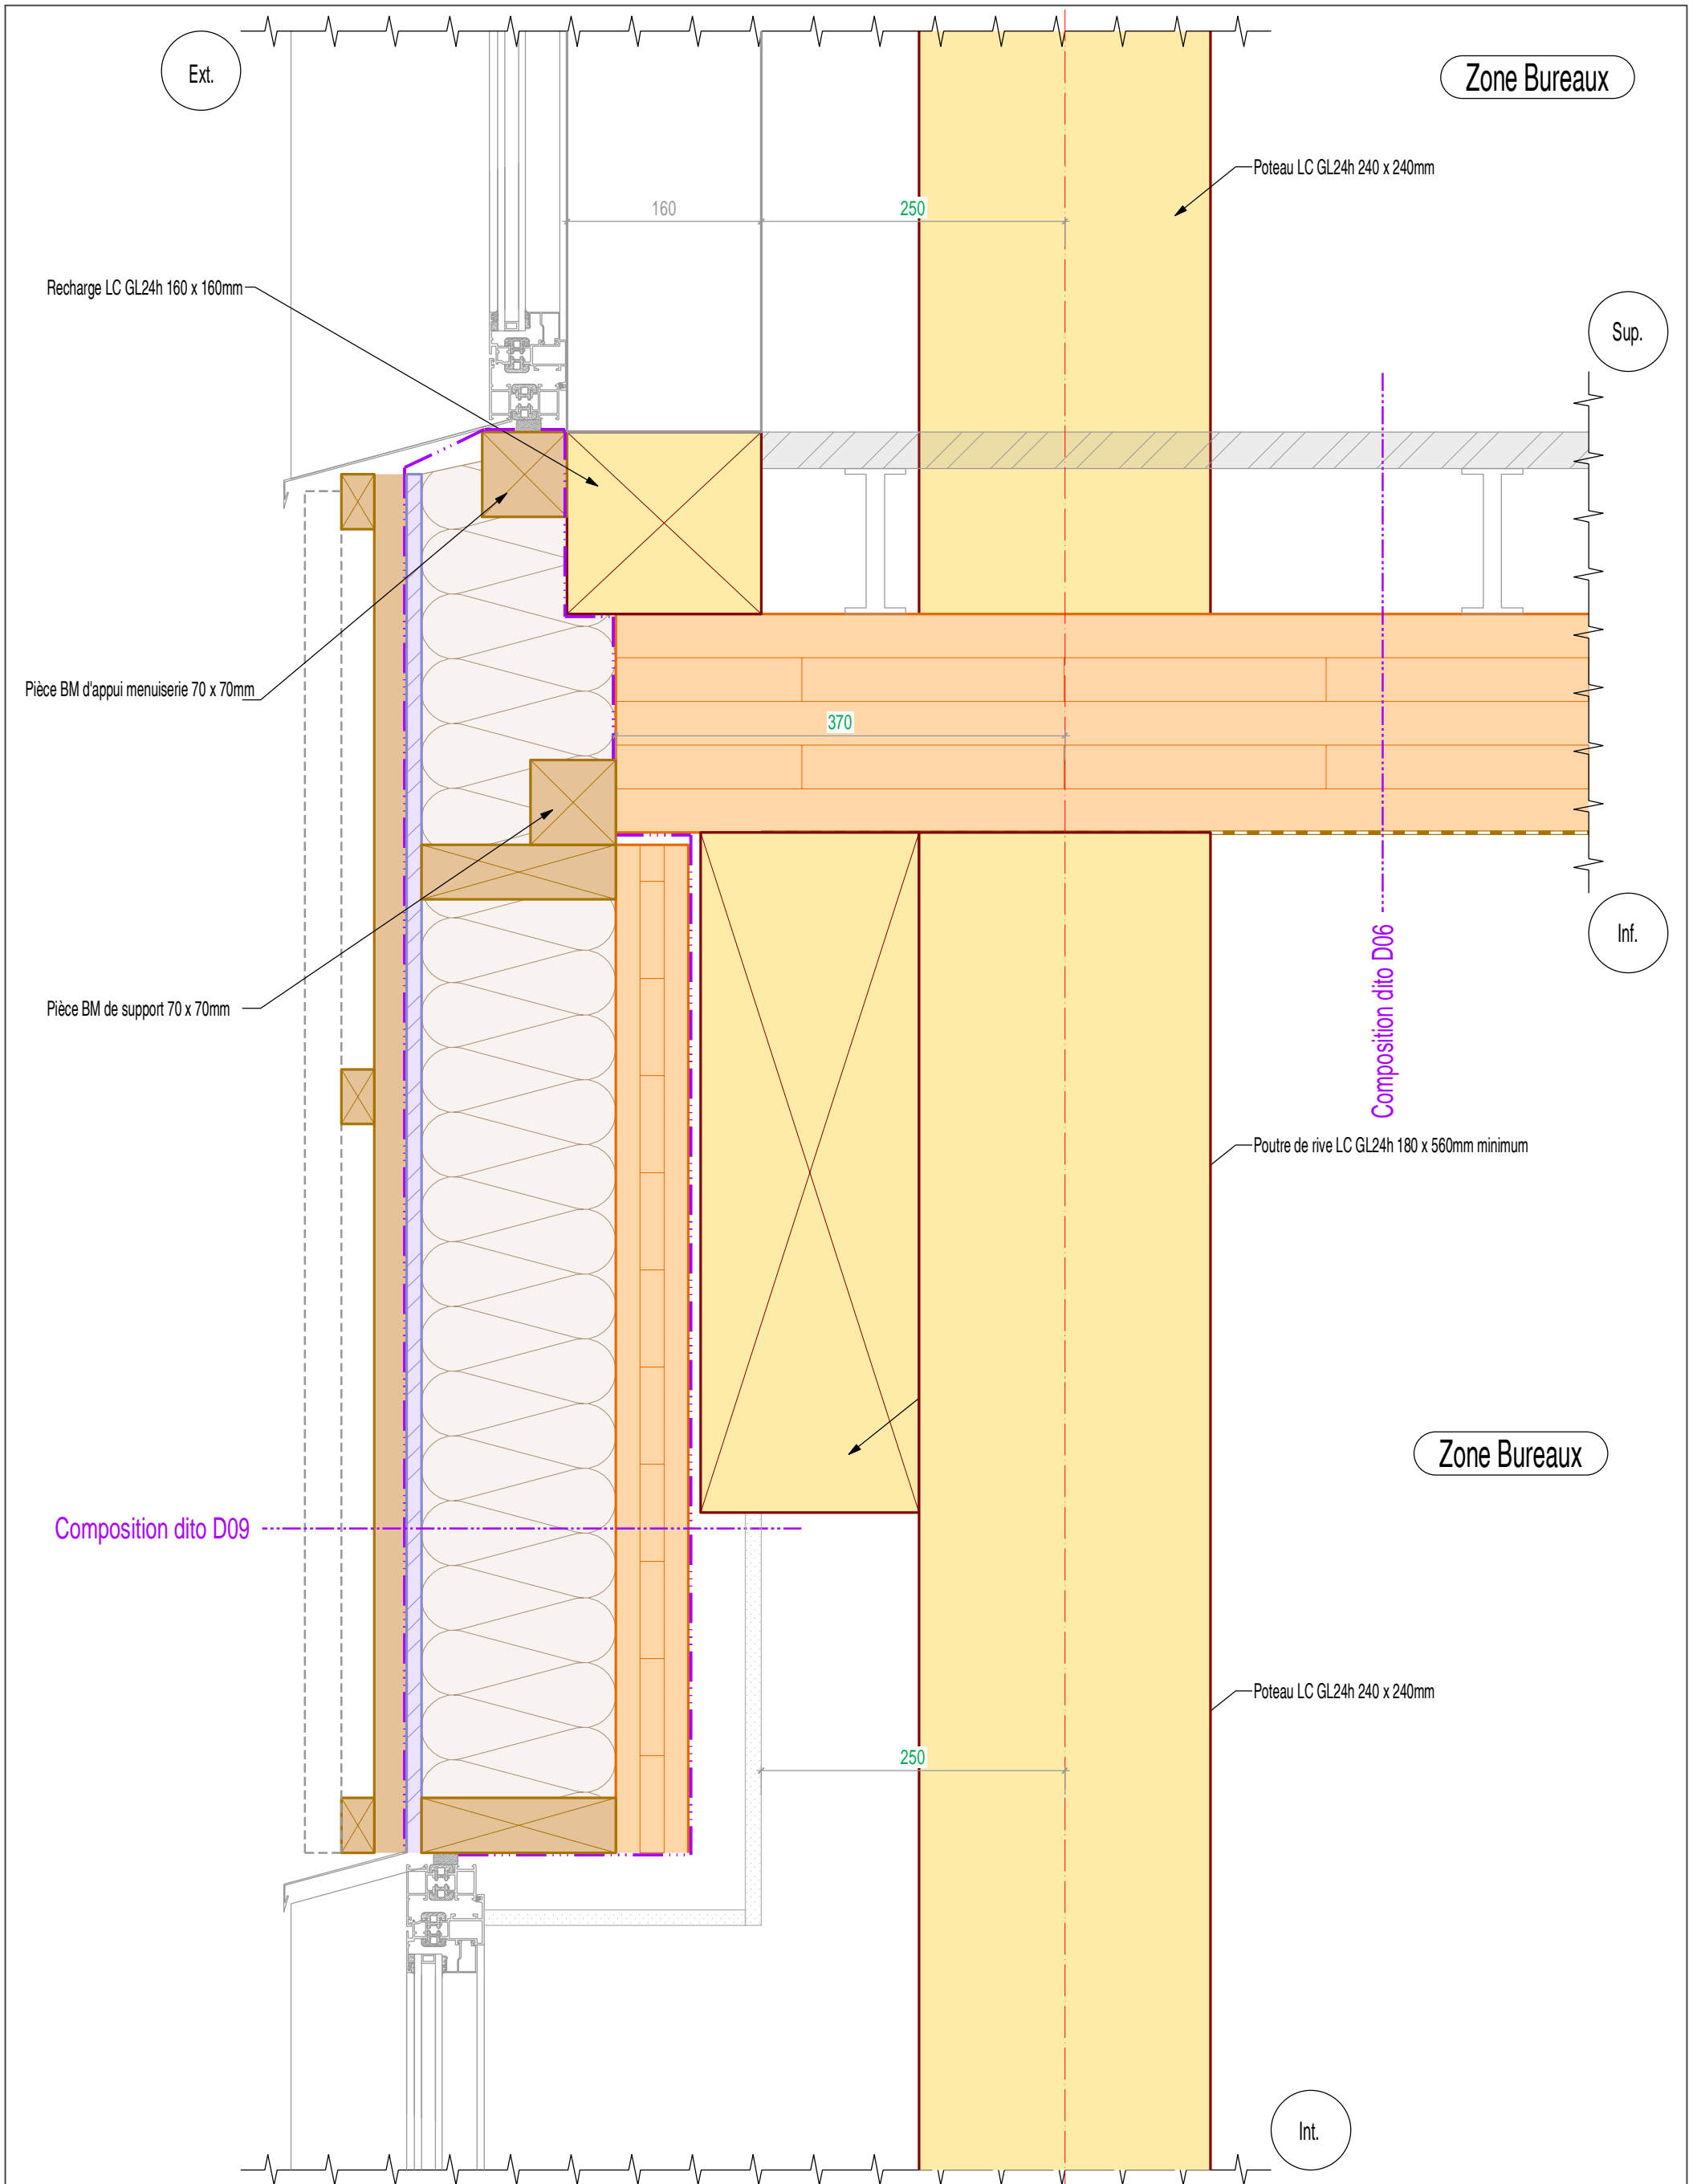 Ext.
Zone Bureaux
Poteau LC GL24h 240 x 240mm
160
250
Recharge LC GL24h 160 x 160mm
Sup.
Pièce BM d'appui menuiserie 70 x 70mm
370
Inf.
Pièce BM de support 70 x 70mm
Composition dito D06
Poutre de rive LC GL24h 180 x 560mm minimum
Zone Bureaux
Composition dito D09
Poteau LC GL24h 240 x 240mm
250
Int.